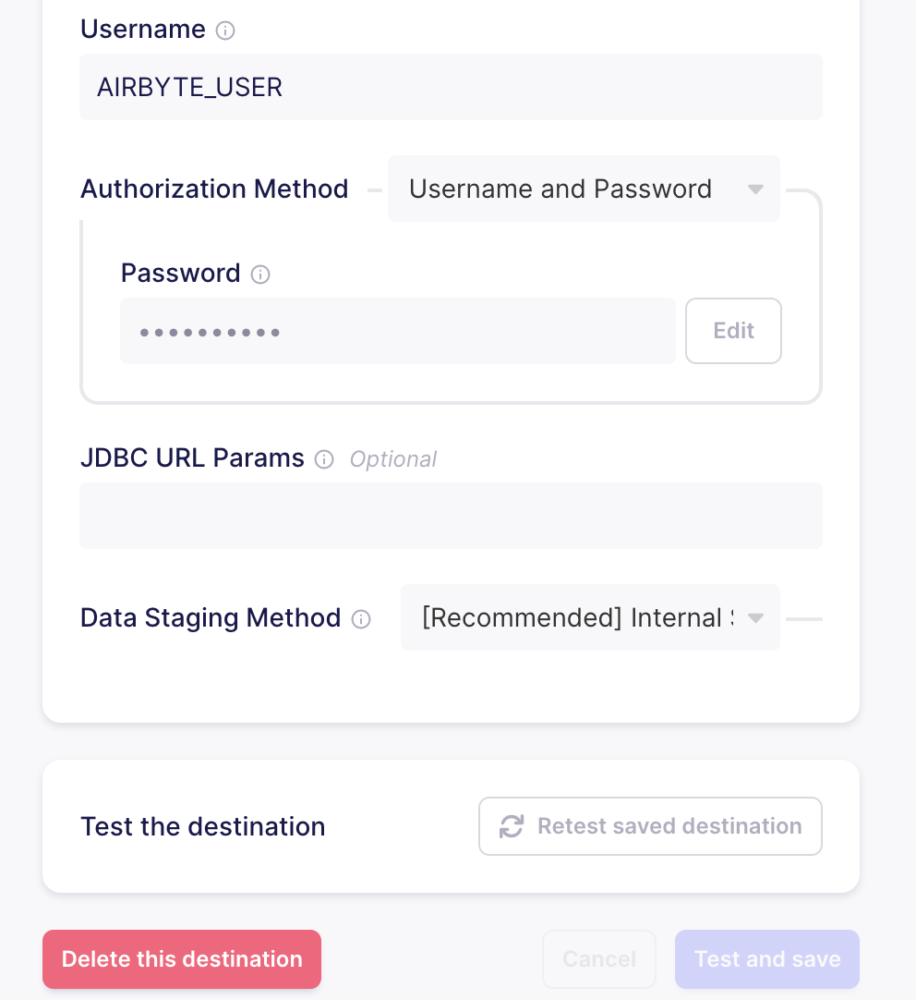 Username
AIRBYTE_USER
Authorization Method Username and Password
Password
•••••••••• Edit
JDBC URL Params Optional
Data Staging Method [Recommended] Internal
Test the destination Retest saved destination
Delete this destination Cancel Test and save